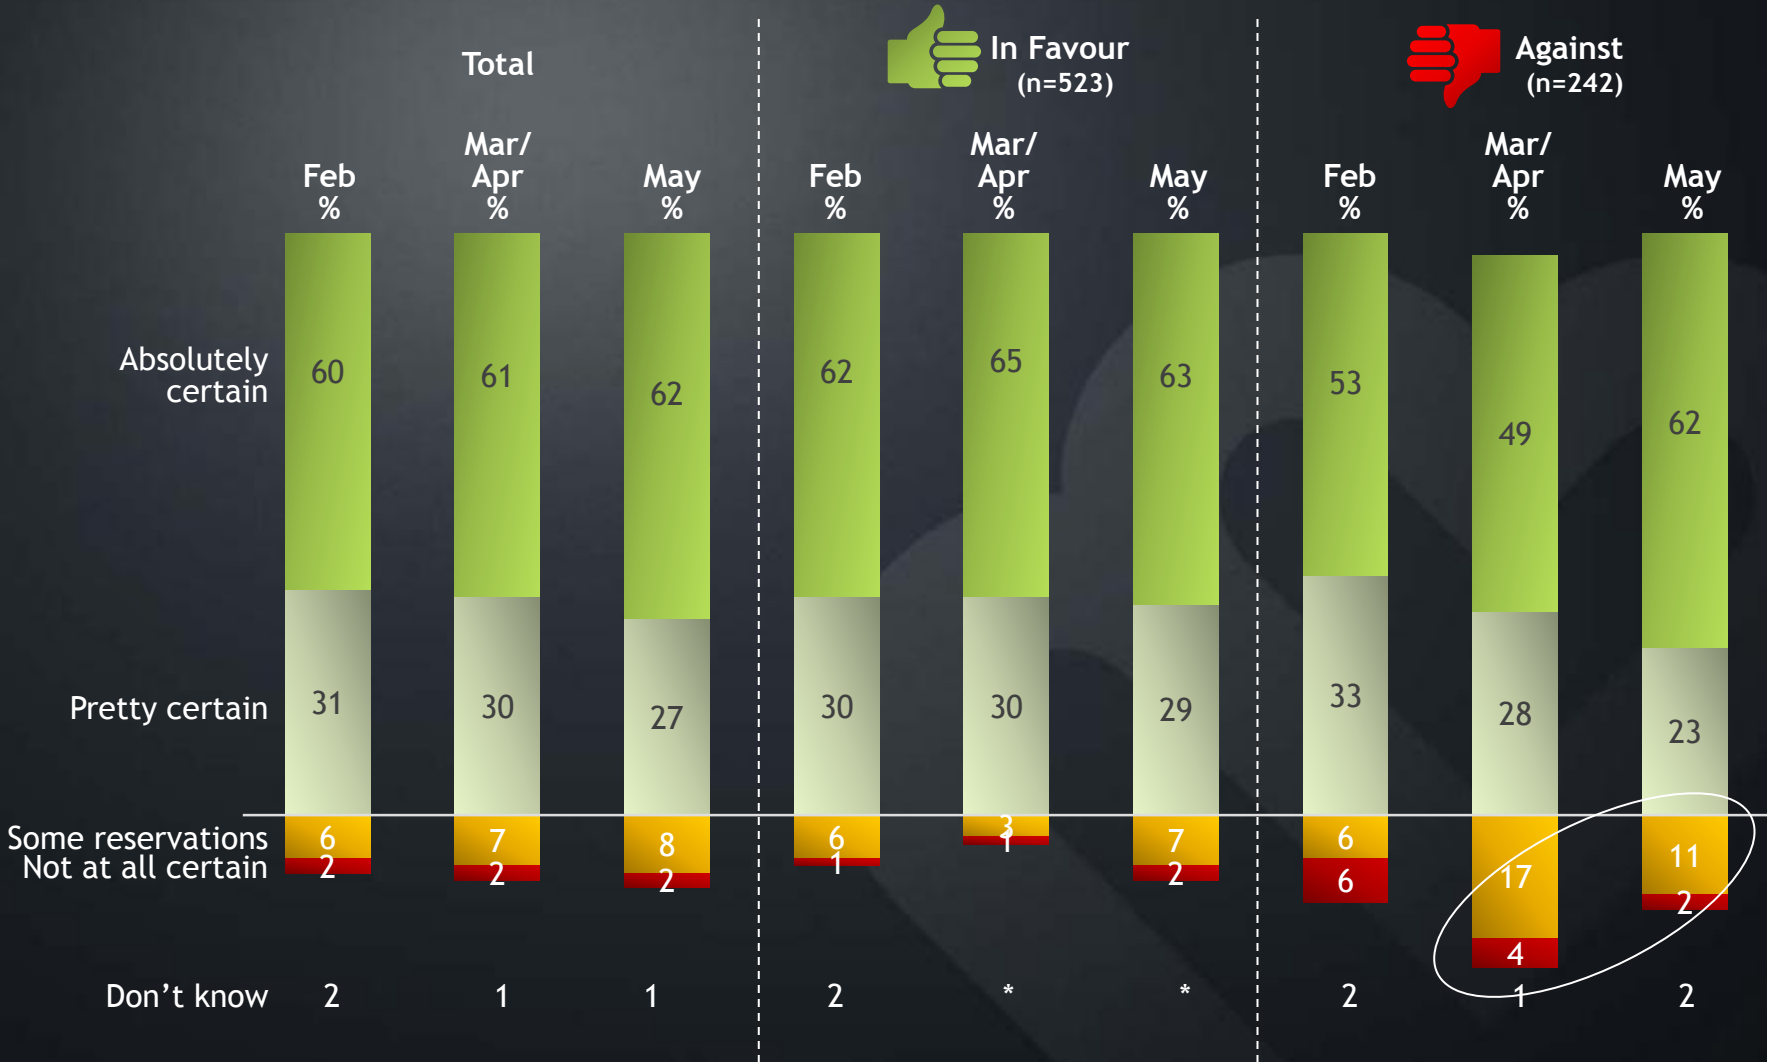 Total
In Favour
(n=523)
Against
(n=242)
Feb
%
Mar/
Apr
%
May
%
Feb
%
Mar/
Apr
%
May
%
Feb
%
Mar/
Apr
%
May
%
Absolutely
certain
60 61 62 62 65 63 53 49 62
Pretty certain 31 30 27 30 30 29 33 28 23
Some reservations 6 7 8 6 3 7 6 17 11
Not at all certain 2 2 2 1 1 2 6 4 2
Don't know 2 1 1 2 * * 2 1 2